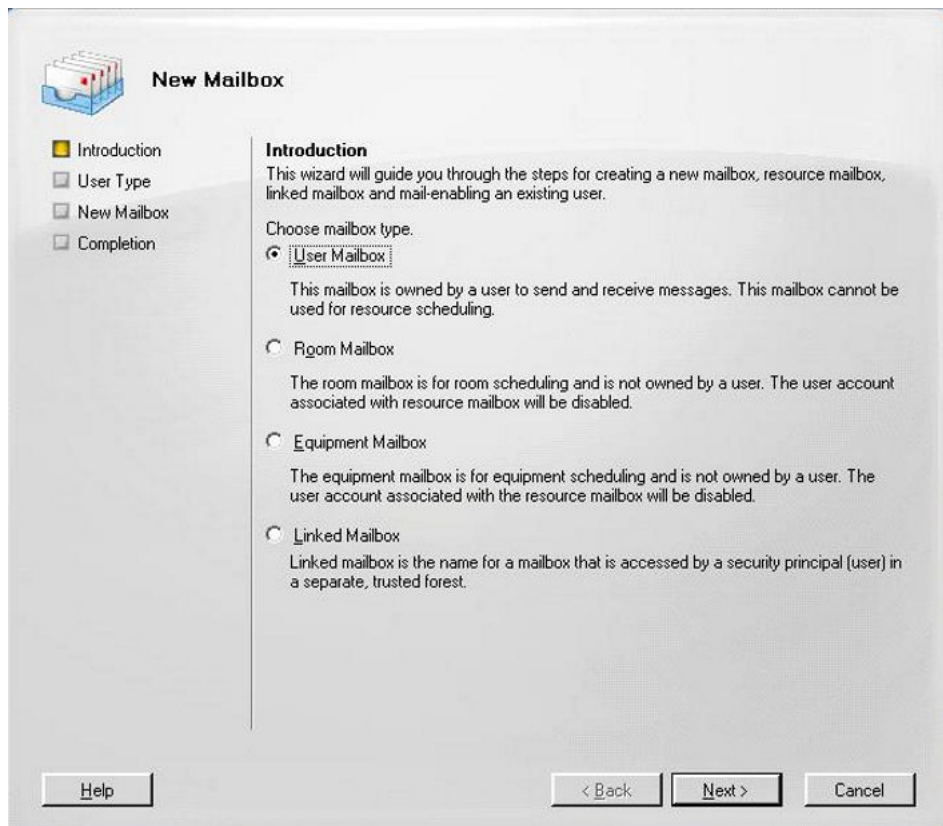 New Mailbox
Introduction
User Type
New Mailbox
Completion
Introduction
This wizard will guide you through the steps for creating a new mailbox, resource mailbox,
linked mailbox and mail-enabling an existing user.
Choose mailbox type.
User Mailbox
This mailbox is owned by a user to send and receive messages. This mailbox cannot be
used for resource scheduling.
Room Mailbox
The room mailbox is for room scheduling and is not owned by a user. The user account
associated with resource mailbox will be disabled.
Equipment Mailbox
The equipment mailbox is for equipment scheduling and is not owned by a user. The
user account associated with the resource mailbox will be disabled.
Linked Mailbox
Linked mailbox is the name for a mailbox that is accessed by a security principal (user) in
a separate, trusted forest.
Help
< Back
Next >
Cancel